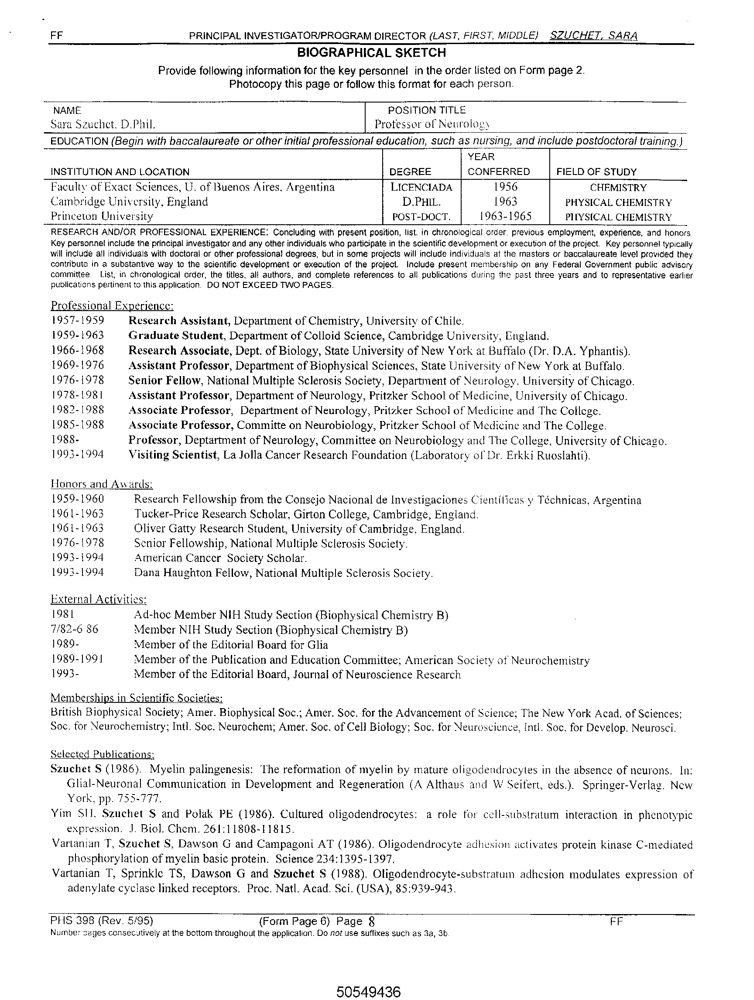 FF PRINCIPAL INVESTIGATOR/PROGRAM DIRECTOR (LAST, FIRST, MIDDLE) SZUCHET, SARA
BIOGRAPHICAL SKETCH
Provide following information for the key personnel in the order listed on Form page 2.
Photocopy this page or follow this format for each person.
NAME POSITION TITLE
Sara Szuchet, D.Phil. Professor of Neurology
EDUCATION (Begin with baccalaureate or other initial professional education, such as nursing, and include postdoctoral training.)
YEAR
INSTITUTION AND LOCATION DEGREE CONFERRED FIELD OF STUDY
Faculty of Exact Sciences, U. of Buenos Aires, Argentina LICENCIADA 1956 CHEMISTRY
Cambridge University, England D.PHIL. 1963 PHYSICAL CHEMISTRY
Princeton University POST-DOCT. 1963-1965 PHYSICAL CHEMISTRY
RESEARCH AND/OR PROFESSIONAL EXPERIENCE: Concluding with present position, list, in chronological order, previous employment, experience, and honors.
Key personnel include the principal investigator and any other individuals who participate in the scientific development or execution of the project. Key personnel typically
will include all individuals with doctoral or other professional degrees, but in some projects will include individuals at the masters or baccalaureate level provided they
contribute in a substantive way to the scientific development or execution of the project. Include present membership on any Federal Government public advisory
committee. List, in chronological order, the titles, all authors, and complete references to all publications during the past three years and to representative earlier
publications pertinent to this application. DO NOT EXCEED TWO PAGES.
Professional Experience:
1957-1959 Research Assistant, Department of Chemistry, University of Chile.
1959-1963 Graduate Student, Department of Colloid Science, Cambridge University, England.
1966-1968 Research Associate, Dept. of Biology, State University of New York at Buffalo (Dr. D.A. Yphantis).
1969-1976 Assistant Professor, Department of Biophysical Sciences, State University of New York at Buffalo.
1976-1978 Senior Fellow, National Multiple Sclerosis Society, Department of Neurology, University of Chicago.
1978-1981 Assistant Professor, Department of Neurology, Pritzker School of Medicine, University of Chicago.
1982-1988 Associate Professor, Department of Neurology, Pritzker School of Medicine and The College.
1985-1988 Associate Professor, Committe on Neurobiology, Pritzker School of Medicine and The College.
1988- Professor, Deptartment of Neurology, Committee on Neurobiology and The College, University of Chicago.
1993-1994 Visiting Scientist, La Jolla Cancer Research Foundation (Laboratory of Dr. Erkki Ruoslahti).
Honors and Awards:
1959-1960 Research Fellowship from the Consejo Nacional de Investigaciones Científicas y Téchnicas, Argentina
1961-1963 Tucker-Price Research Scholar, Girton College, Cambridge, England.
1961-1963 Oliver Gatty Research Student, University of Cambridge, England.
1976-1978 Senior Fellowship, National Multiple Sclerosis Society.
1993-1994 American Cancer Society Scholar.
1993-1994 Dana Haughton Fellow, National Multiple Sclerosis Society.
External Activities:
1981 Ad-hoc Member NIH Study Section (Biophysical Chemistry B)
7/82-6 86 Member NIH Study Section (Biophysical Chemistry B)
1989- Member of the Editorial Board for Glia
1989-1991 Member of the Publication and Education Committee; American Society of Neurochemistry
1993- Member of the Editorial Board, Journal of Neuroscience Research
Memberships in Scientific Societies:
British Biophysical Society; Amer. Biophysical Soc.; Amer. Soc. for the Advancement of Science; The New York Acad. of Sciences;
Soc. for Neurochemistry; Intl. Soc. Neurochem; Amer. Soc. of Cell Biology; Soc. for Neuroscience, Intl. Soc. for Develop. Neurosci.
Selected Publications:
Szuchet S (1986). Myelin palingenesis: The reformation of myelin by mature oligodendrocytes in the absence of neurons. In:
Glial-Neuronal Communication in Development and Regeneration (A Althaus and W Seifert, eds.). Springer-Verlag. New
York, pp. 755-777.
Yim SH. Szuchet S and Polak PE (1986). Cultured oligodendrocytes: a role for cell-substratum interaction in phenotypic
expression. J. Biol. Chem. 261:11808-11815.
Vartanian T, Szuchet S, Dawson G and Campagoni AT (1986). Oligodendrocyte adhesion activates protein kinase C-mediated
phosphorylation of myelin basic protein. Science 234:1395-1397.
Vartanian T, Sprinkle TS, Dawson G and Szuchet S (1988). Oligodendrocyte-substratum adhesion modulates expression of
adenylate cyclase linked receptors. Proc. Natl. Acad. Sci. (USA), 85:939-943.
PHS 398 (Rev. 5/95) (Form Page 6) Page 8 FF
Number pages consecutively at the bottom throughout the application. Do not use suffixes such as 3a, 3b.
50549436